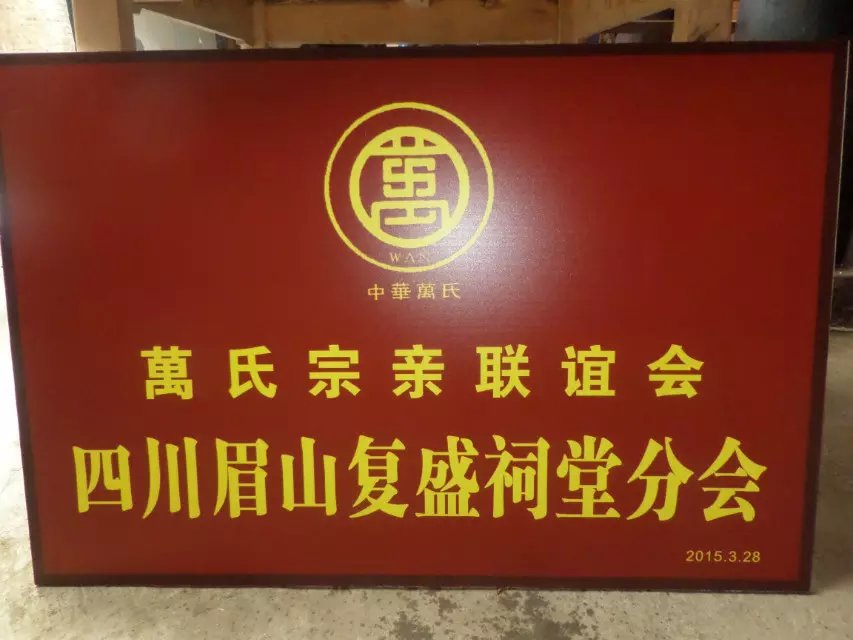 萬
WAN
中華萬氏
萬氏宗亲联谊会
四川眉山复盛祠堂分会
2015.3.28